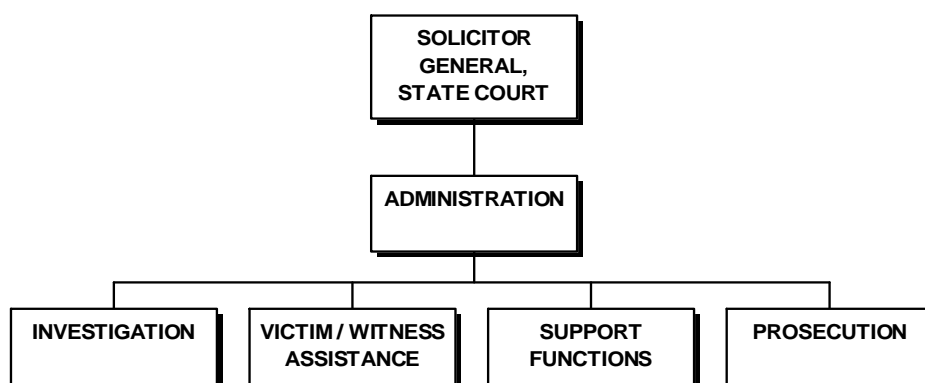 SOLICITOR
GENERAL,
STATE COURT
ADMINISTRATION
INVESTIGATION
VICTIM / WITNESS
ASSISTANCE
SUPPORT
FUNCTIONS
PROSECUTION